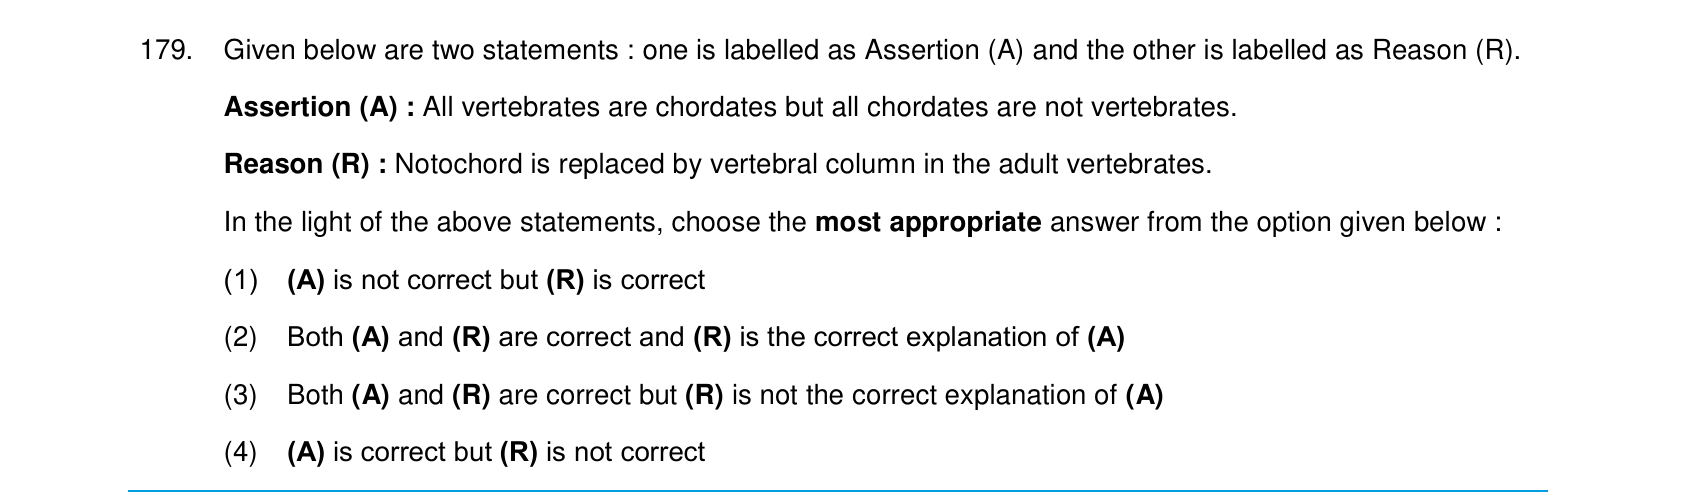 179. Given below are two statements : one is labelled as Assertion (A) and the other is labelled as Reason (R).
Assertion (A) : All vertebrates are chordates but all chordates are not vertebrates.
Reason (R) : Notochord is replaced by vertebral column in the adult vertebrates.
In the light of the above statements, choose the most appropriate answer from the option given below :
(1) (A) is not correct but (R) is correct
(2) Both (A) and (R) are correct and (R) is the correct explanation of (A)
(3) Both (A) and (R) are correct but (R) is not the correct explanation of (A)
(4) (A) is correct but (R) is not correct